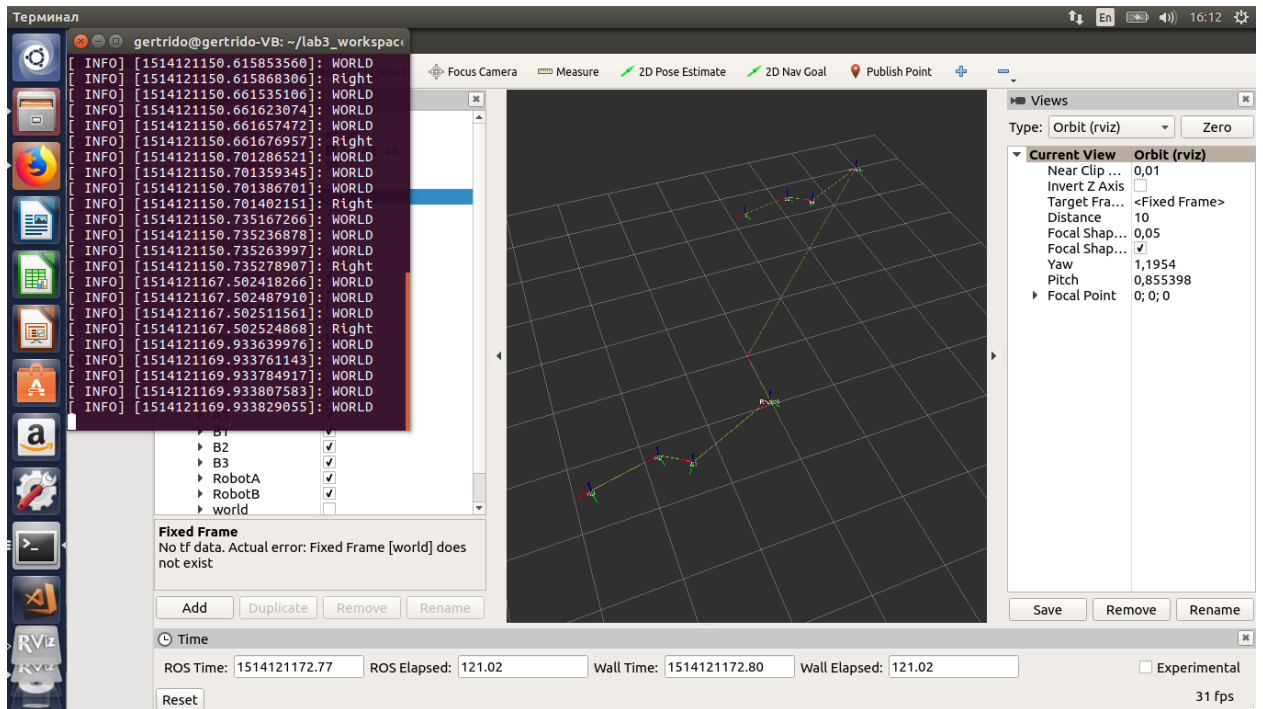 Терминал
En
16:12
gertrido@gertrido-VB: ~/lab3_workspace
Focus Camera
Measure
2D Pose Estimate
2D Nav Goal
Publish Point
[ INFO] [1514121150.615853560]: WORLD
[ INFO] [1514121150.615868306]: Right
[ INFO] [1514121150.661535106]: WORLD
[ INFO] [1514121150.661623074]: WORLD
[ INFO] [1514121150.661657472]: WORLD
[ INFO] [1514121150.661676957]: Right
[ INFO] [1514121150.701286521]: WORLD
[ INFO] [1514121150.701359345]: WORLD
[ INFO] [1514121150.701386701]: WORLD
[ INFO] [1514121150.701402151]: Right
[ INFO] [1514121150.735167266]: WORLD
[ INFO] [1514121150.735236878]: WORLD
[ INFO] [1514121150.735263997]: WORLD
[ INFO] [1514121150.735278907]: Right
[ INFO] [1514121167.502418266]: WORLD
[ INFO] [1514121167.502487910]: WORLD
[ INFO] [1514121167.502511561]: WORLD
[ INFO] [1514121167.502524868]: Right
[ INFO] [1514121169.933639976]: WORLD
[ INFO] [1514121169.933761143]: WORLD
[ INFO] [1514121169.933784917]: WORLD
[ INFO] [1514121169.933807583]: WORLD
[ INFO] [1514121169.933829055]: WORLD
B1
B2
B3
RobotA
RobotB
world
Fixed Frame
No tf data. Actual error: Fixed Frame [world] does
not exist
Add
Duplicate
Remove
Rename
Views
Type: Orbit (rviz)
Zero
Current View Orbit (rviz)
Near Clip ... 0,01
Invert Z Axis
Target Fra... <Fixed Frame>
Distance 10
Focal Shap... 0,05
Focal Shap...
Yaw 1,1954
Pitch 0,855398
Focal Point 0; 0; 0
Save
Remove
Rename
Time
ROS Time: 1514121172.77
ROS Elapsed: 121.02
Wall Time: 1514121172.80
Wall Elapsed: 121.02
Experimental
Reset
31 fps
RViz